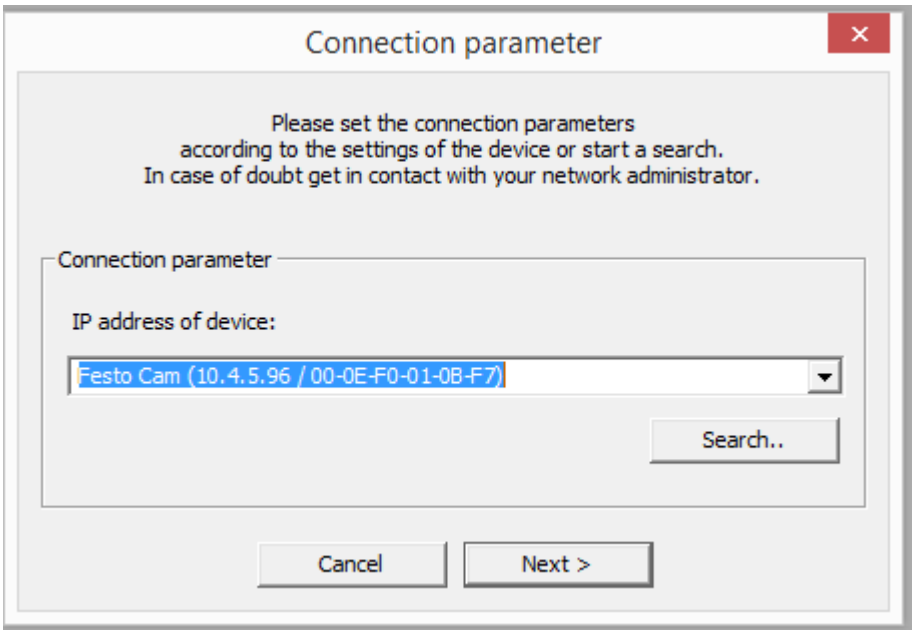 Connection parameter
Please set the connection parameters
according to the settings of the device or start a search.
In case of doubt get in contact with your network administrator.
Connection parameter
IP address of device:
Festo Cam (10.4.5.96 / 00-0E-F0-01-0B-F7)
Search..
Cancel
Next >